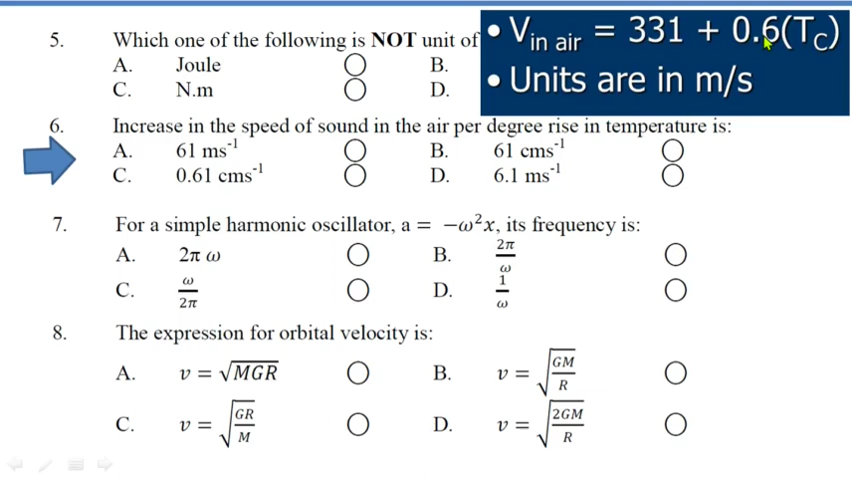 5. Which one of the following is NOT unit of
A. Joule B.
C. N.m D.
• V in air = 331 + 0.6(T_C)
• Units are in m/s
6. Increase in the speed of sound in the air per degree rise in temperature is:
A. 61 ms⁻¹ B. 61 cms⁻¹
C. 0.61 cms⁻¹ D. 6.1 ms⁻¹
7. For a simple harmonic oscillator, a = −ω²x, its frequency is:
A. 2π ω B. 2π/ω
C. ω/2π D. 1/ω
8. The expression for orbital velocity is:
A. v = √MGR B. v = √(GM/R)
C. v = √(GR/M) D. v = √(2GM/R)